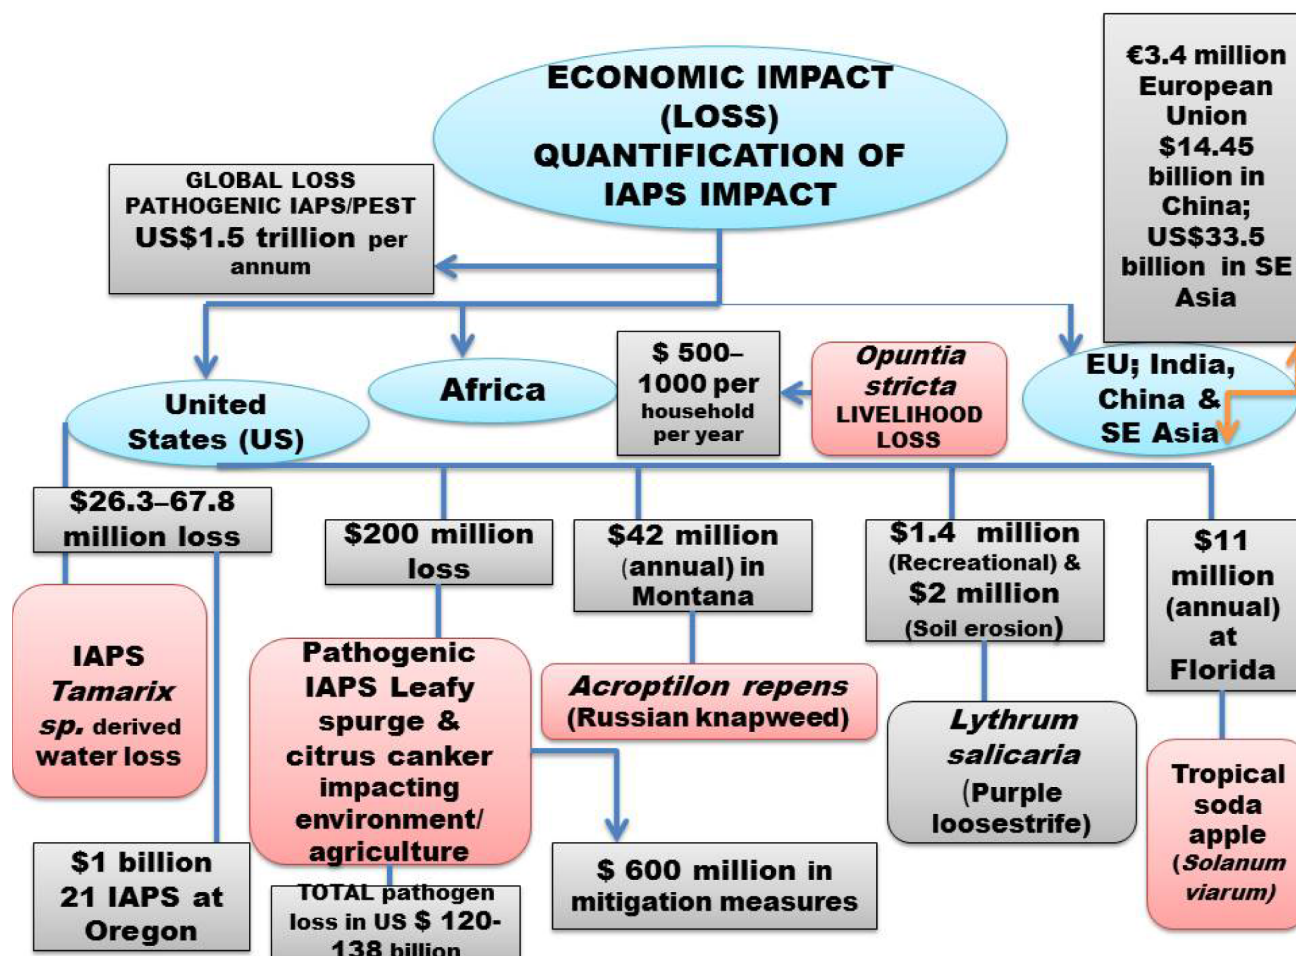 ECONOMIC IMPACT
(LOSS)
QUANTIFICATION OF
IAPS IMPACT
€3.4 million
European
Union
$14.45
billion in
China;
US$33.5
billion in SE
Asia
GLOBAL LOSS
PATHOGENIC IAPS/PEST
US$1.5 trillion per
annum
United
States (US)
Africa
$ 500–
1000 per
household
per year
Opuntia
stricta
LIVELIHOOD
LOSS
EU; India,
China &
SE Asia
$26.3–67.8
million loss
$200 million
loss
$42 million
(annual) in
Montana
$1.4 million
(Recreational) &
$2 million
(Soil erosion)
$11
million
(annual)
at
Florida
IAPS
Tamarix
sp. derived
water loss
Pathogenic
IAPS Leafy
spurge &
citrus canker
impacting
environment/
agriculture
Acroptilon repens
(Russian knapweed)
Lythrum
salicaria
(Purple
loosestrife)
Tropical
soda
apple
(Solanum
viarum)
$1 billion
21 IAPS at
Oregon
TOTAL pathogen
loss in US $ 120-
138 billion
$ 600 million in
mitigation measures